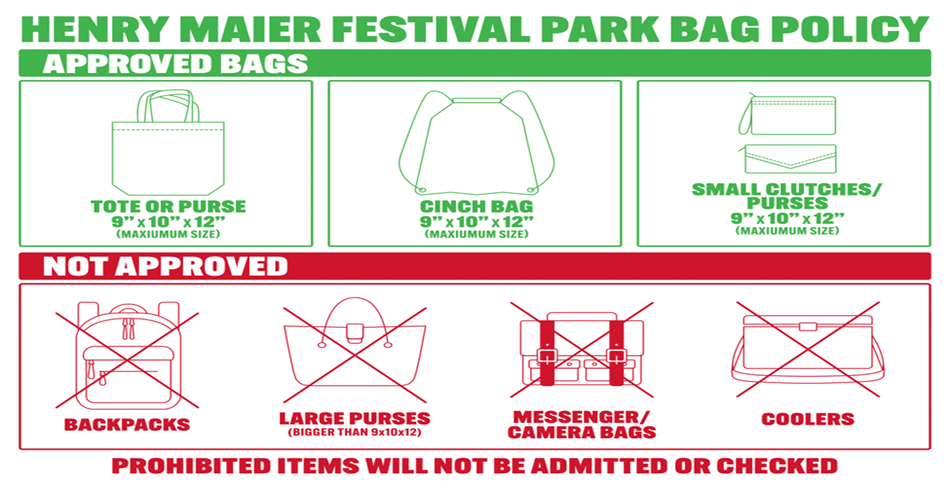 HENRY MAIER FESTIVAL PARK BAG POLICY
APPROVED BAGS
TOTE OR PURSE
9” x 10” x 12”
(MAXIUMUM SIZE)
CINCH BAG
9” x 10” x 12”
(MAXIUMUM SIZE)
SMALL CLUTCHES/
PURSES
9” x 10” x 12”
(MAXIUMUM SIZE)
NOT APPROVED
BACKPACKS
LARGE PURSES
(BIGGER THAN 9x10x12)
MESSENGER/
CAMERA BAGS
COOLERS
PROHIBITED ITEMS WILL NOT BE ADMITTED OR CHECKED